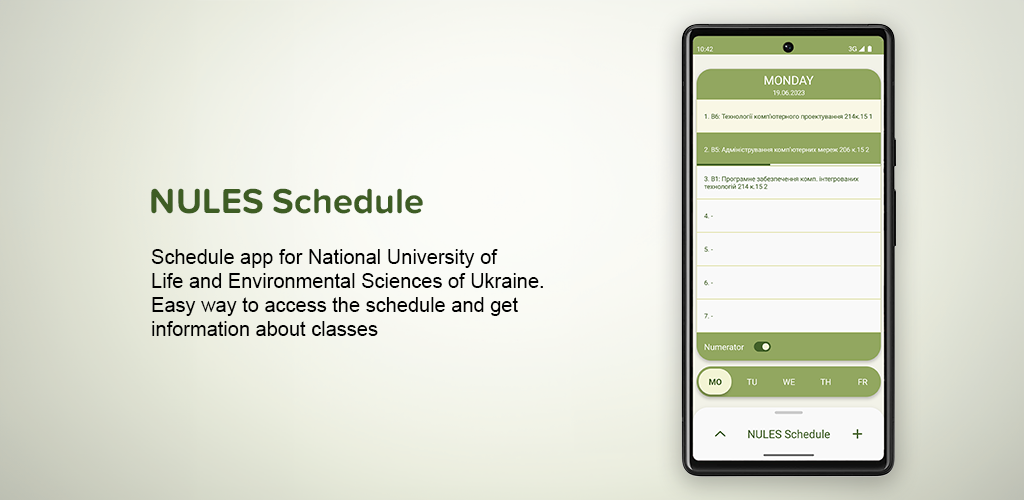 NULES Schedule
Schedule app for National University of
Life and Environmental Sciences of Ukraine.
Easy way to access the schedule and get
information about classes
10:42
3G
MONDAY
19.06.2023
1. В6: Технології комп'ютерного проектування 214к.15 1
2. В5: Адміністрування комп'ютерних мереж 206 к.15 2
3. В1: Програмне забезпечення комп. інтегрованих
технологій 214 к.15 2
4. -
5. -
6. -
7. -
Numerator
MO TU WE TH FR
NULES Schedule